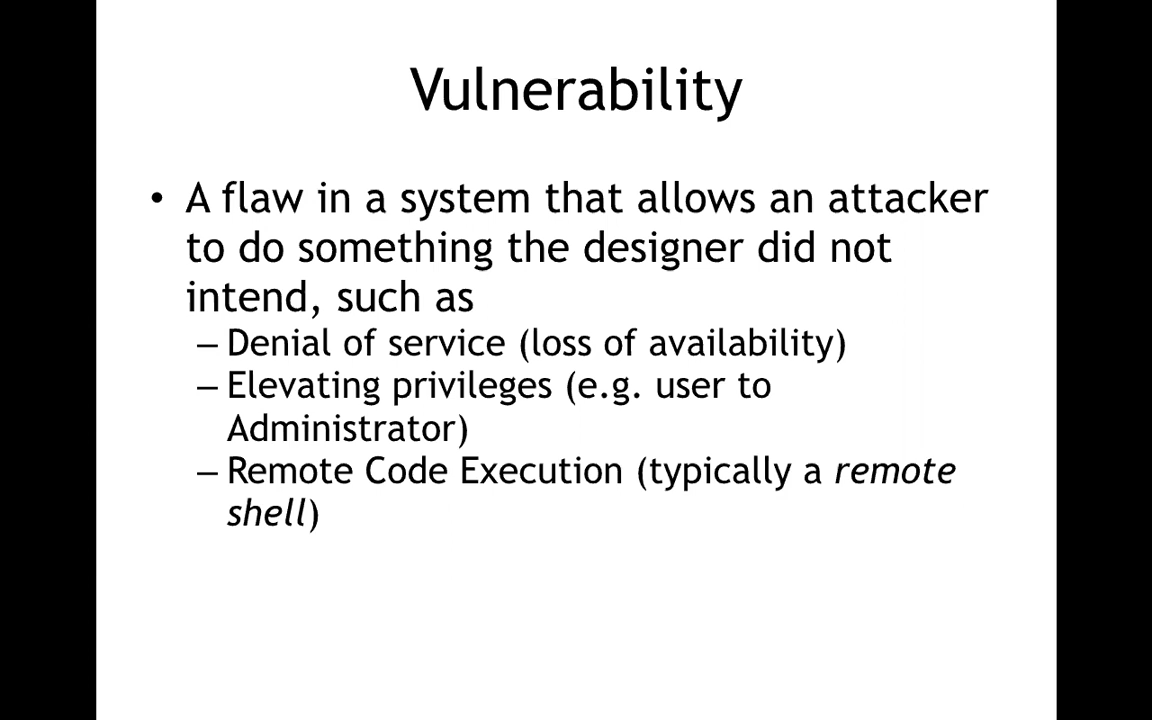 Vulnerability
• A flaw in a system that allows an attacker
to do something the designer did not
intend, such as
– Denial of service (loss of availability)
– Elevating privileges (e.g. user to
Administrator)
– Remote Code Execution (typically a remote
shell)